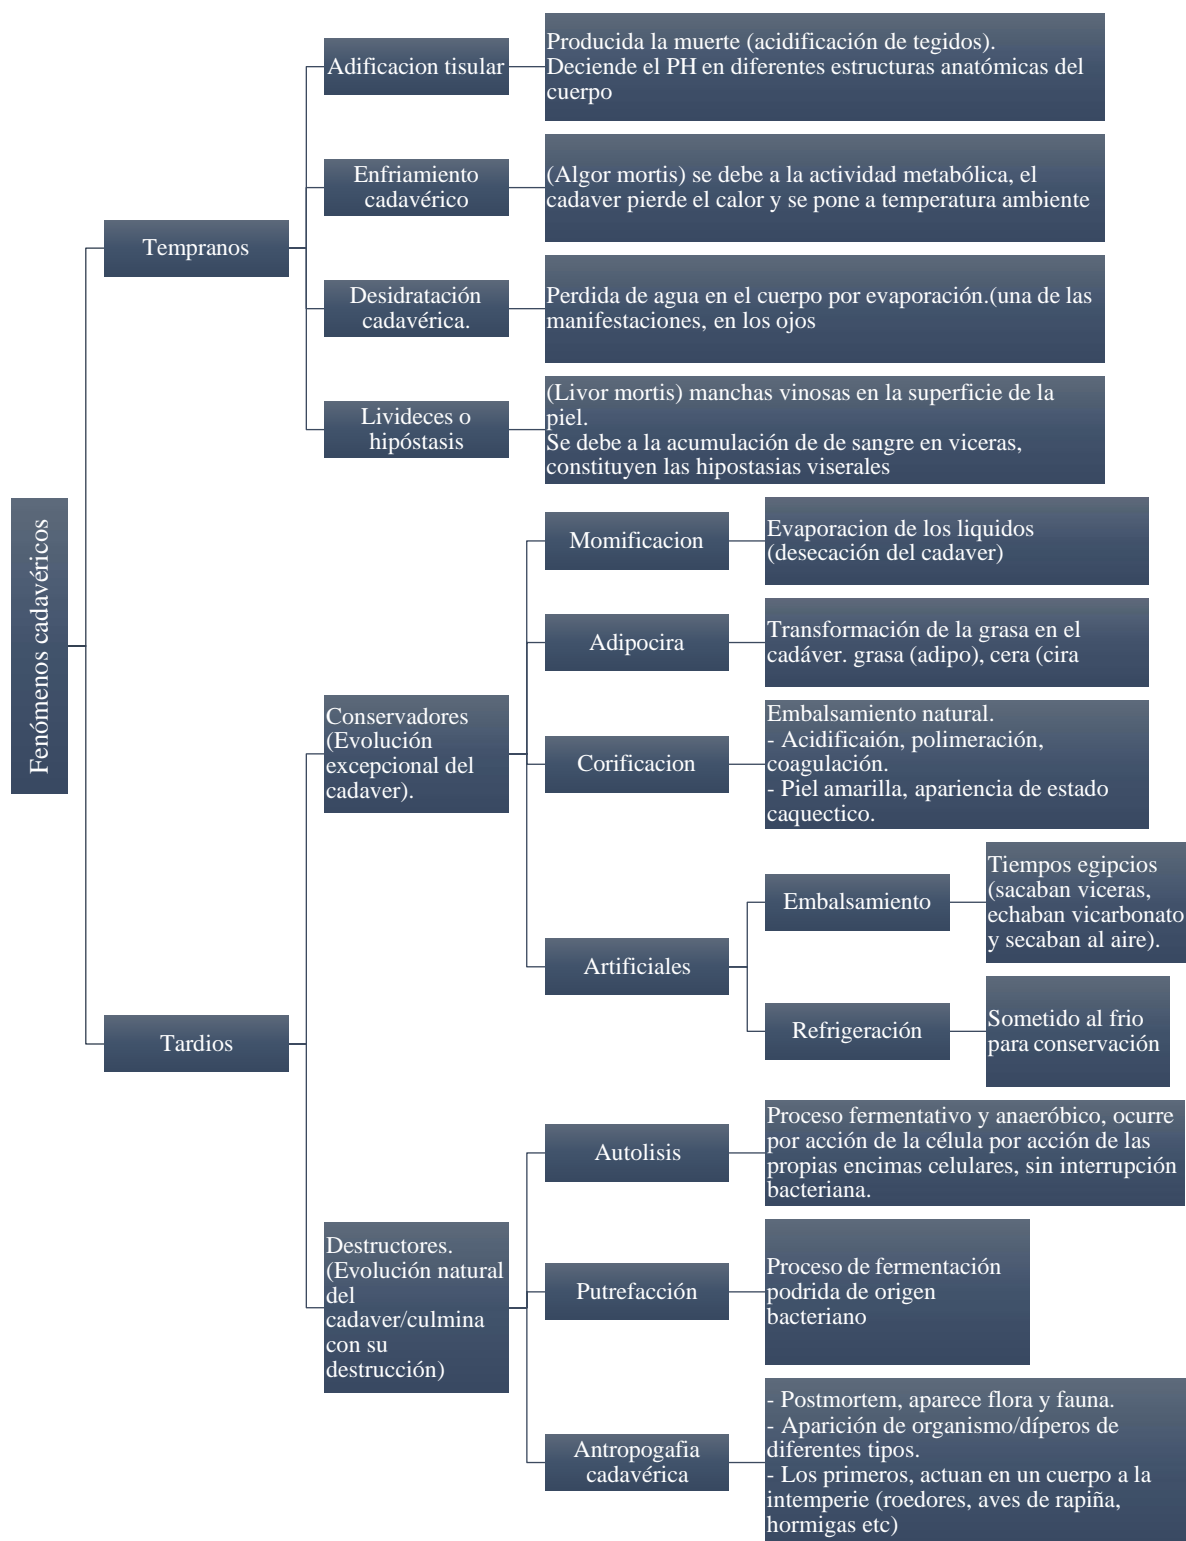 Fenómenos cadavéricos
Tempranos
Adificacion tisular
Producida la muerte (acidificación de tegidos).
Deciende el PH en diferentes estructuras anatómicas del
cuerpo
Enfriamiento
cadavérico
(Algor mortis) se debe a la actividad metabólica, el
cadaver pierde el calor y se pone a temperatura ambiente
Desidratación
cadavérica.
Perdida de agua en el cuerpo por evaporación.(una de las
manifestaciones, en los ojos
Livideces o
hipóstasis
(Livor mortis) manchas vinosas en la superficie de la
piel.
Se debe a la acumulación de de sangre en viceras,
constituyen las hipostasias viserales
Tardios
Conservadores
(Evolución
excepcional del
cadaver).
Momificacion
Evaporacion de los liquidos
(desecación del cadaver)
Adipocira
Transformación de la grasa en el
cadáver. grasa (adipo), cera (cira
Corificacion
Embalsamiento natural.
- Acidificaión, polimeración,
coagulación.
- Piel amarilla, apariencia de estado
caquectico.
Artificiales
Embalsamiento
Tiempos egipcios
(sacaban viceras,
echaban vicarbonato
y secaban al aire).
Refrigeración
Sometido al frio
para conservación
Destructores.
(Evolución natural
del
cadaver/culmina
con su
destrucción)
Autolisis
Proceso fermentativo y anaeróbico, ocurre
por acción de la célula por acción de las
propias encimas celulares, sin interrupción
bacteriana.
Putrefacción
Proceso de fermentación
podrida de origen
bacteriano
Antropogafia
cadavérica
- Postmortem, aparece flora y fauna.
- Aparición de organismo/díperos de
diferentes tipos.
- Los primeros, actuan en un cuerpo a la
intemperie (roedores, aves de rapiña,
hormigas etc)